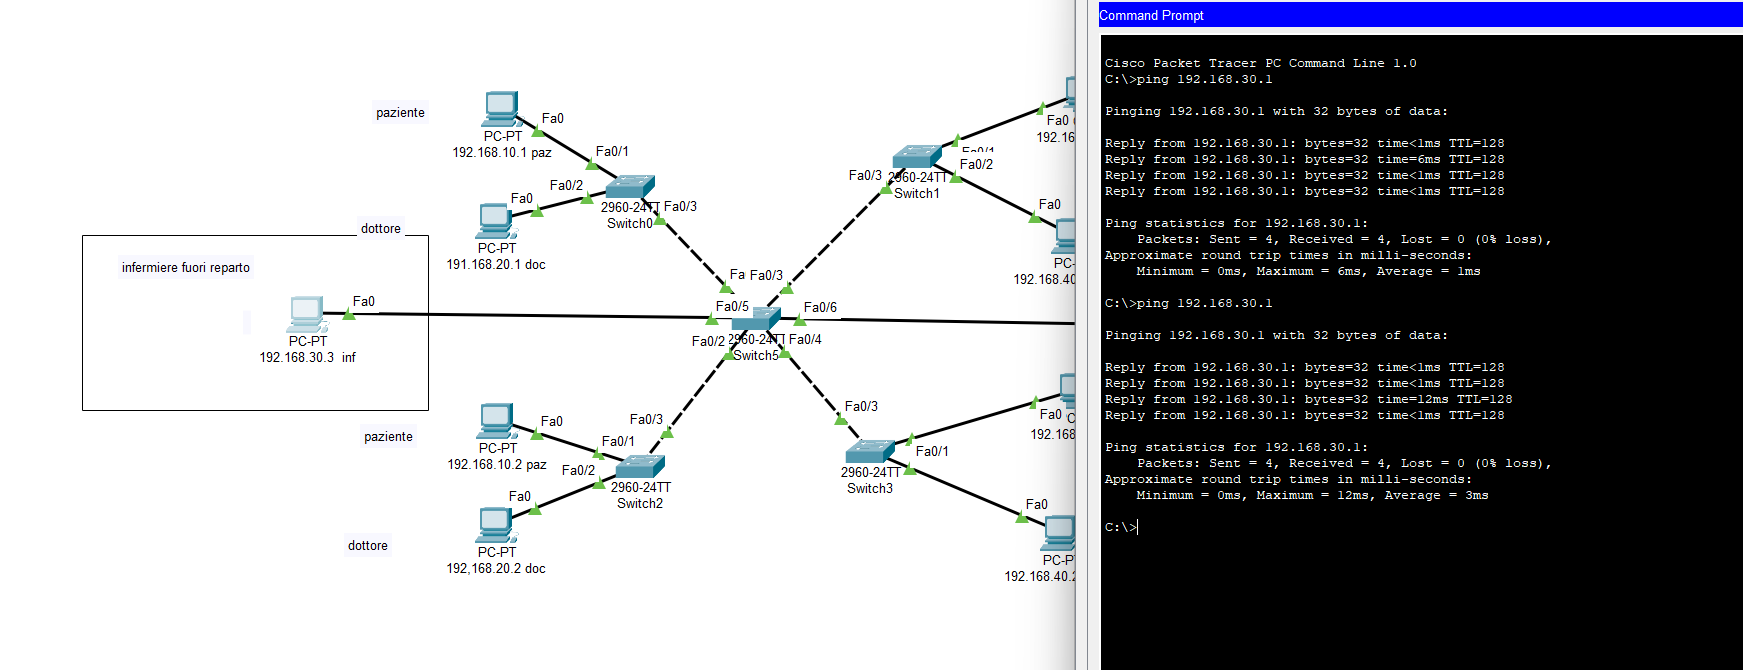 paziente
Fa0
PC-PT
192.168.10.1 paz
Fa0/1
Fa0/2
Fa0
2960-24TT
Switch0
Fa0/3
dottore
PC-PT
191.168.20.1 doc
infermiere fuori reparto
Fa0
PC-PT
192.168.30.3 inf
Fa0/5
Fa
Fa0/3
Fa0/6
Fa0/2
2960-24TT
Switch5
Fa0/4
Fa0
192.16
Fa0/1
Fa0/2
Fa0/3
2960-24TT
Switch1
Fa0
PC-
192.168.40
paziente
Fa0
PC-PT
192.168.10.2 paz
Fa0/1
Fa0/2
Fa0/3
2960-24TT
Switch2
Fa0
PC-PT
192,168.20.2 doc
dottore
Fa0/3
Fa0/1
2960-24TT
Switch3
Fa0
192.168
Fa0
PC-P
192.168.40.2
Command Prompt
Cisco Packet Tracer PC Command Line 1.0
C:\>ping 192.168.30.1
Pinging 192.168.30.1 with 32 bytes of data:
Reply from 192.168.30.1: bytes=32 time<1ms TTL=128
Reply from 192.168.30.1: bytes=32 time=6ms TTL=128
Reply from 192.168.30.1: bytes=32 time<1ms TTL=128
Reply from 192.168.30.1: bytes=32 time<1ms TTL=128
Ping statistics for 192.168.30.1:
Packets: Sent = 4, Received = 4, Lost = 0 (0% loss),
Approximate round trip times in milli-seconds:
Minimum = 0ms, Maximum = 6ms, Average = 1ms
C:\>ping 192.168.30.1
Pinging 192.168.30.1 with 32 bytes of data:
Reply from 192.168.30.1: bytes=32 time<1ms TTL=128
Reply from 192.168.30.1: bytes=32 time<1ms TTL=128
Reply from 192.168.30.1: bytes=32 time=12ms TTL=128
Reply from 192.168.30.1: bytes=32 time<1ms TTL=128
Ping statistics for 192.168.30.1:
Packets: Sent = 4, Received = 4, Lost = 0 (0% loss),
Approximate round trip times in milli-seconds:
Minimum = 0ms, Maximum = 12ms, Average = 3ms
C:\>